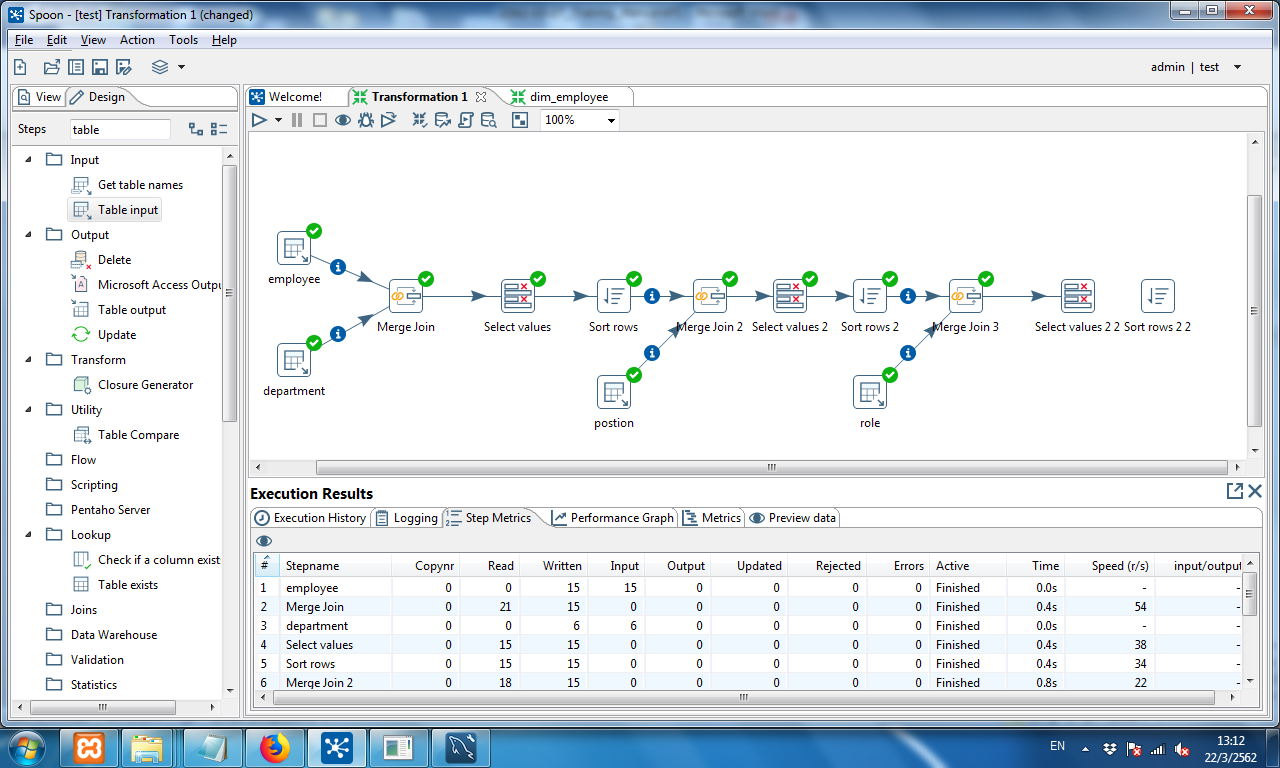 Spoon - [test] Transformation 1 (changed)
File Edit View Action Tools Help
admin | test
View Design
Welcome! Transformation 1 dim_employee
Steps table
100%
Input
Get table names
Table input
Output
Delete
Microsoft Access Outpu
Table output
Update
Transform
Closure Generator
Utility
Table Compare
Flow
Scripting
Pentaho Server
Lookup
Check if a column exist
Table exists
Joins
Data Warehouse
Validation
Statistics
employee
Merge Join Select values Sort rows Merge Join 2 Select values 2 Sort rows 2 Merge Join 3 Select values 2 2 Sort rows 2 2
department
postion role
Execution Results
Execution History Logging Step Metrics Performance Graph Metrics Preview data
# Stepname Copynr Read Written Input Output Updated Rejected Errors Active Time Speed (r/s) input/output
1 employee 0 0 15 15 0 0 0 0 Finished 0.0s - -
2 Merge Join 0 21 15 0 0 0 0 0 Finished 0.4s 54 -
3 department 0 0 6 6 0 0 0 0 Finished 0.0s - -
4 Select values 0 15 15 0 0 0 0 0 Finished 0.4s 38 -
5 Sort rows 0 15 15 0 0 0 0 0 Finished 0.4s 34 -
6 Merge Join 2 0 18 15 0 0 0 0 0 Finished 0.8s 22 -
EN
13:12
22/3/2562